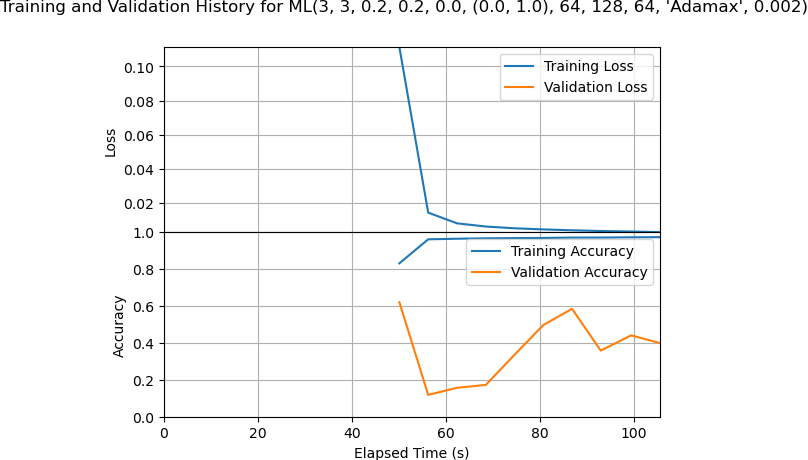 Training and Validation History for ML(3, 3, 0.2, 0.2, 0.0, (0.0, 1.0), 64, 128, 64, 'Adamax', 0.002)
Loss
0.10
0.08
0.06
0.04
0.02
Training Loss
Validation Loss
Accuracy
1.0
0.8
0.6
0.4
0.2
0.0
Training Accuracy
Validation Accuracy
0 20 40 60 80 100
Elapsed Time (s)